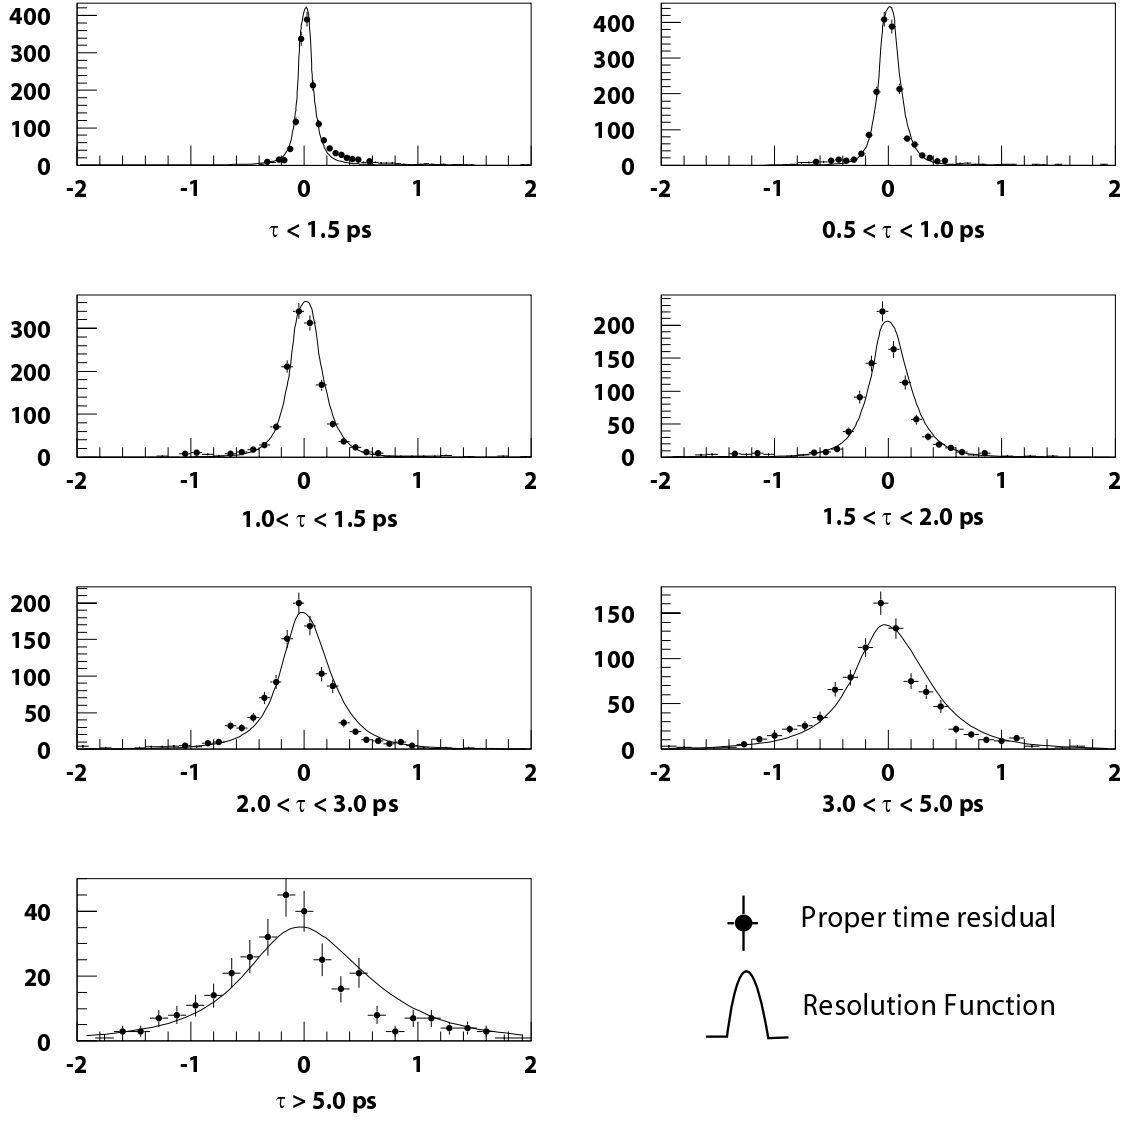 400
300
200
100
0
-2 -1 0 1 2
τ < 1.5 ps
400
300
200
100
0
-2 -1 0 1 2
0.5 < τ < 1.0 ps
300
200
100
0
-2 -1 0 1 2
1.0< τ < 1.5 ps
200
150
100
50
0
-2 -1 0 1 2
1.5 < τ < 2.0 ps
200
150
100
50
0
-2 -1 0 1 2
2.0 < τ < 3.0 ps
150
100
50
0
-2 -1 0 1 2
3.0 < τ < 5.0 ps
40
20
0
-2 -1 0 1 2
τ > 5.0 ps
Proper time residual
Resolution Function